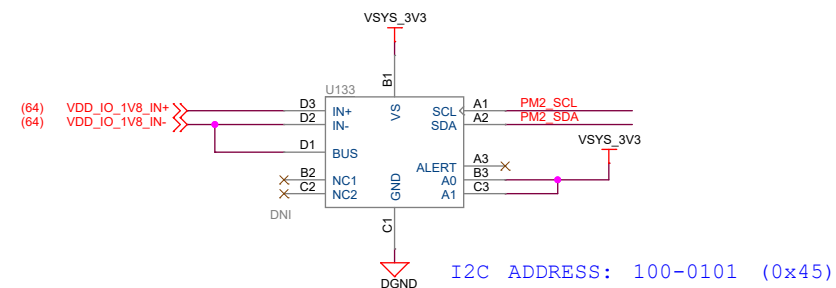 VSYS_3V3
B1
U133
(64) VDD_IO_1V8_IN+ D3 IN+ VS SCL A1 PM2_SCL
(64) VDD_IO_1V8_IN- D2 IN- SDA A2 PM2_SDA
VSYS_3V3
D1 BUS
ALERT A3
B2 NC1 A0 B3
C2 NC2 GND A1 C3
DNI
C1
I2C ADDRESS: 100-0101 (0x45)
DGND